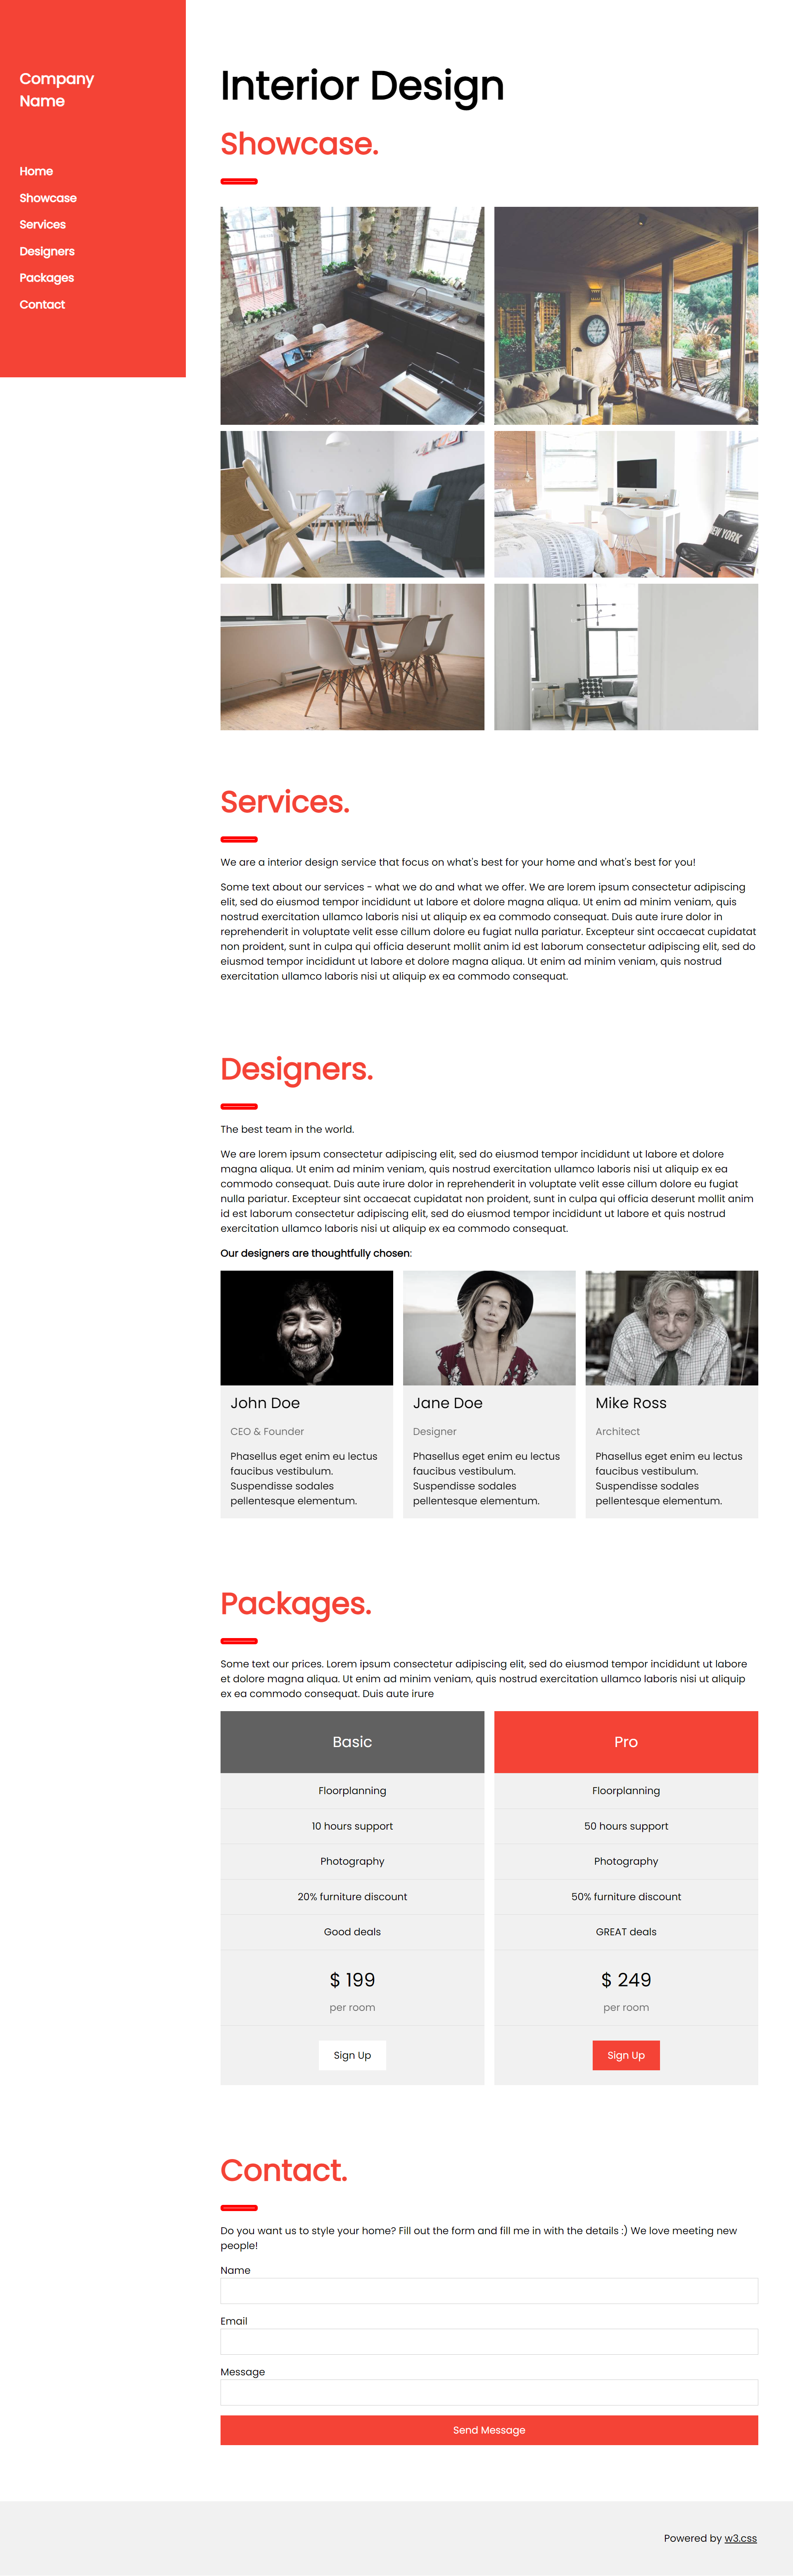 Company
Name
Home
Showcase
Services
Designers
Packages
Contact
Interior Design
Showcase.
NEW YORK
Services.
We are a interior design service that focus on what's best for your home and what's best for you!
Some text about our services - what we do and what we offer. We are lorem ipsum consectetur adipiscing
elit, sed do eiusmod tempor incididunt ut labore et dolore magna aliqua. Ut enim ad minim veniam, quis
nostrud exercitation ullamco laboris nisi ut aliquip ex ea commodo consequat. Duis aute irure dolor in
reprehenderit in voluptate velit esse cillum dolore eu fugiat nulla pariatur. Excepteur sint occaecat cupidatat
non proident, sunt in culpa qui officia deserunt mollit anim id est laborum consectetur adipiscing elit, sed do
eiusmod tempor incididunt ut labore et dolore magna aliqua. Ut enim ad minim veniam, quis nostrud
exercitation ullamco laboris nisi ut aliquip ex ea commodo consequat.
Designers.
The best team in the world.
We are lorem ipsum consectetur adipiscing elit, sed do eiusmod tempor incididunt ut labore et dolore
magna aliqua. Ut enim ad minim veniam, quis nostrud exercitation ullamco laboris nisi ut aliquip ex ea
commodo consequat. Duis aute irure dolor in reprehenderit in voluptate velit esse cillum dolore eu fugiat
nulla pariatur. Excepteur sint occaecat cupidatat non proident, sunt in culpa qui officia deserunt mollit anim
id est laborum consectetur adipiscing elit, sed do eiusmod tempor incididunt ut labore et quis nostrud
exercitation ullamco laboris nisi ut aliquip ex ea commodo consequat.
Our designers are thoughtfully chosen:
John Doe
CEO & Founder
Phasellus eget enim eu lectus
faucibus vestibulum.
Suspendisse sodales
pellentesque elementum.
Jane Doe
Designer
Phasellus eget enim eu lectus
faucibus vestibulum.
Suspendisse sodales
pellentesque elementum.
Mike Ross
Architect
Phasellus eget enim eu lectus
faucibus vestibulum.
Suspendisse sodales
pellentesque elementum.
Packages.
Some text our prices. Lorem ipsum consectetur adipiscing elit, sed do eiusmod tempor incididunt ut labore
et dolore magna aliqua. Ut enim ad minim veniam, quis nostrud exercitation ullamco laboris nisi ut aliquip
ex ea commodo consequat. Duis aute irure
Basic
Floorplanning
10 hours support
Photography
20% furniture discount
Good deals
$ 199
per room
Sign Up
Pro
Floorplanning
50 hours support
Photography
50% furniture discount
GREAT deals
$ 249
per room
Sign Up
Contact.
Do you want us to style your home? Fill out the form and fill me in with the details :) We love meeting new
people!
Name
Email
Message
Send Message
Powered by w3.css